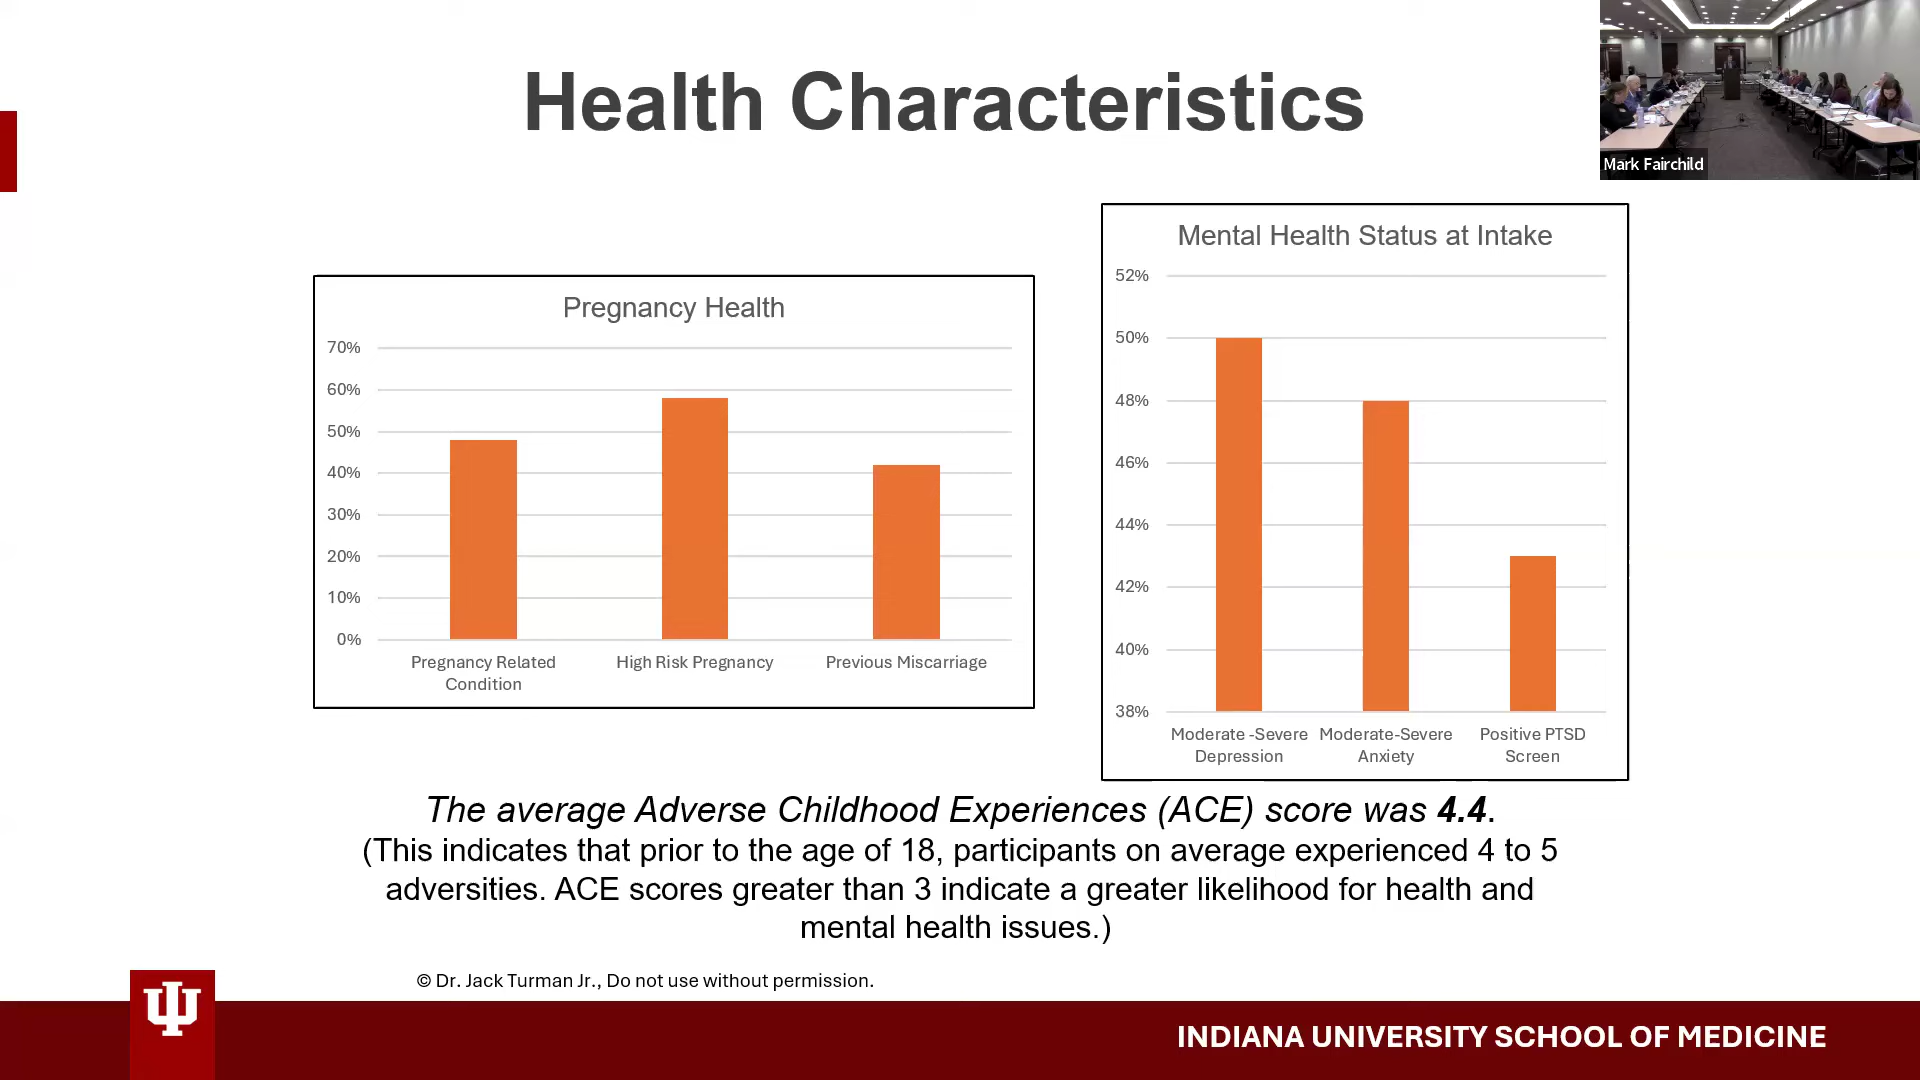 Health Characteristics
Mark Fairchild
Pregnancy Health
70%
60%
50%
40%
30%
20%
10%
0%
Pregnancy Related
Condition
High Risk Pregnancy
Previous Miscarriage
Mental Health Status at Intake
52%
50%
48%
46%
44%
42%
40%
38%
Moderate -Severe
Depression
Moderate-Severe
Anxiety
Positive PTSD
Screen
The average Adverse Childhood Experiences (ACE) score was 4.4.
(This indicates that prior to the age of 18, participants on average experienced 4 to 5
adversities. ACE scores greater than 3 indicate a greater likelihood for health and
mental health issues.)
© Dr. Jack Turman Jr., Do not use without permission.
INDIANA UNIVERSITY SCHOOL OF MEDICINE